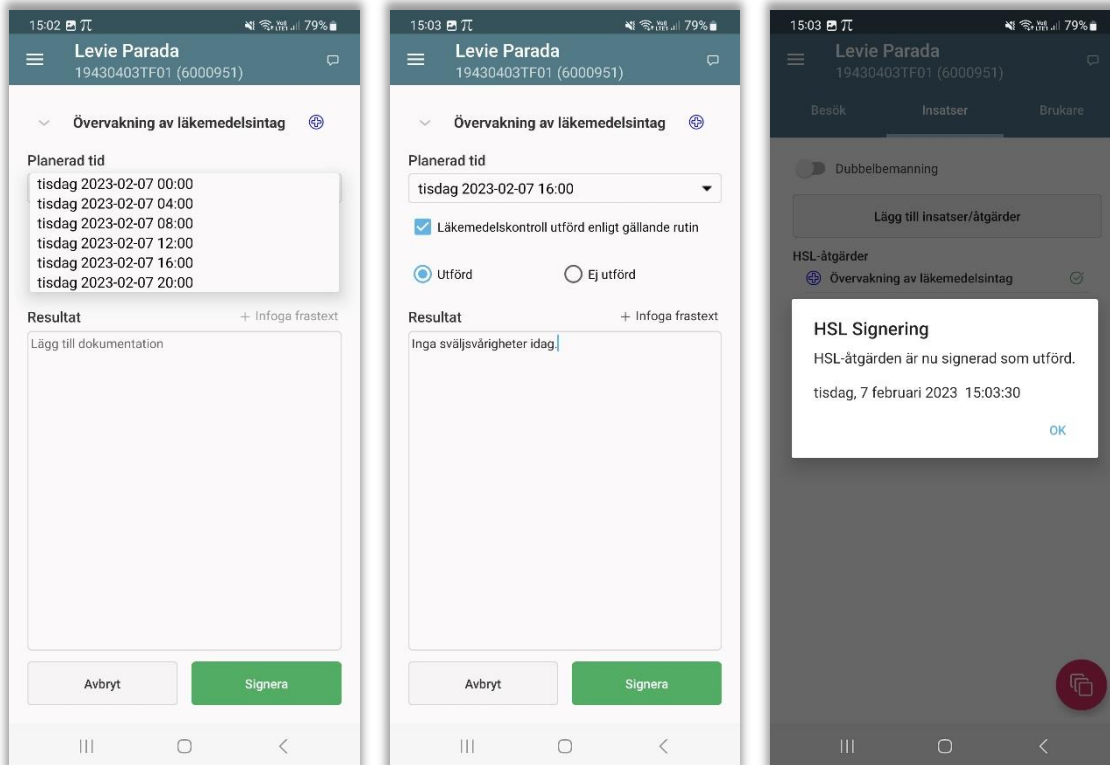 15:02 79%
Levie Parada
19430403TF01 (6000951)
Övervakning av läkemedelsintag
Planerad tid
tisdag 2023-02-07 00:00
tisdag 2023-02-07 04:00
tisdag 2023-02-07 08:00
tisdag 2023-02-07 12:00
tisdag 2023-02-07 16:00
tisdag 2023-02-07 20:00
Resultat + Infoga frastext
Lägg till dokumentation
Avbryt Signera
15:03 79%
Levie Parada
19430403TF01 (6000951)
Övervakning av läkemedelsintag
Planerad tid
tisdag 2023-02-07 16:00
Läkemedelskontroll utförd enligt gällande rutin
Utförd Ej utförd
Resultat + Infoga frastext
Inga sväljsvårigheter idag.
Avbryt Signera
15:03 79%
Levie Parada
19430403TF01 (6000951)
Besök Insatser Brukare
Dubbelbemanning
Lägg till insatser/åtgärder
HSL-åtgärder
Övervakning av läkemedelsintag
HSL Signering
HSL-åtgärden är nu signerad som utförd.
tisdag, 7 februari 2023 15:03:30
OK